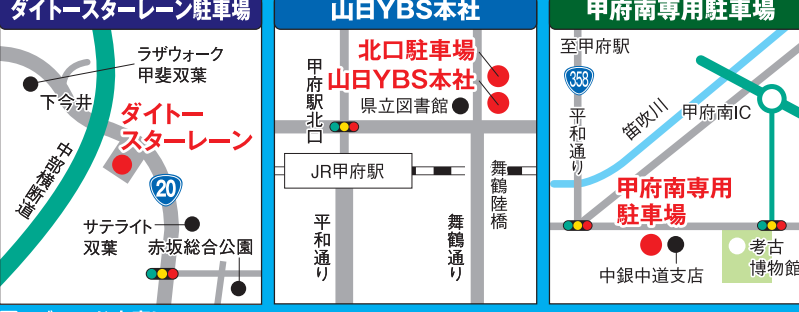 ダイトースターレーン駐車場
ラザウォーク
甲斐双葉
下今井
ダイトー
スターレーン
中部横断道
20
サテライト
双葉
赤坂総合公園
山日YBS本社
北口駐車場
山日YBS本社
甲府駅北口
県立図書館
JR甲府駅
舞鶴陸橋
平和通り
舞鶴通り
甲府南専用駐車場
至甲府駅
358
平和通り
笛吹川
甲府南IC
甲府南専用
駐車場
中銀中道支店
考古
博物館